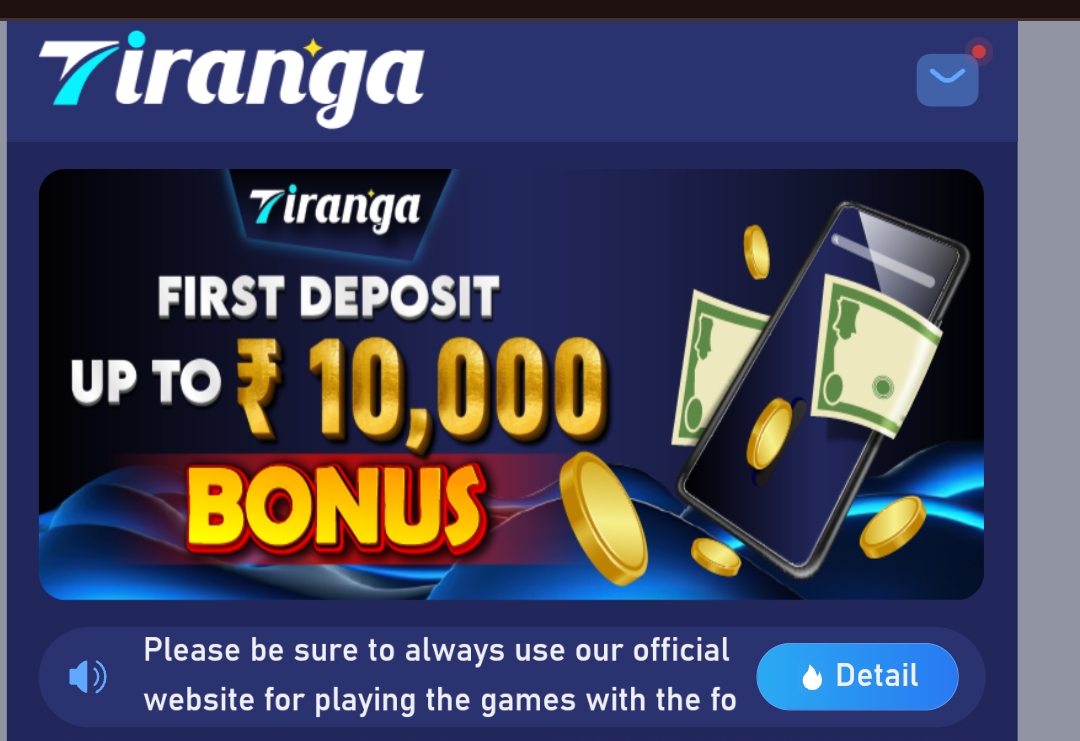 Tiranga
Tiranga
FIRST DEPOSIT
UP TO ₹ 10,000
BONUS
Please be sure to always use our official
website for playing the games with the fo
Detail